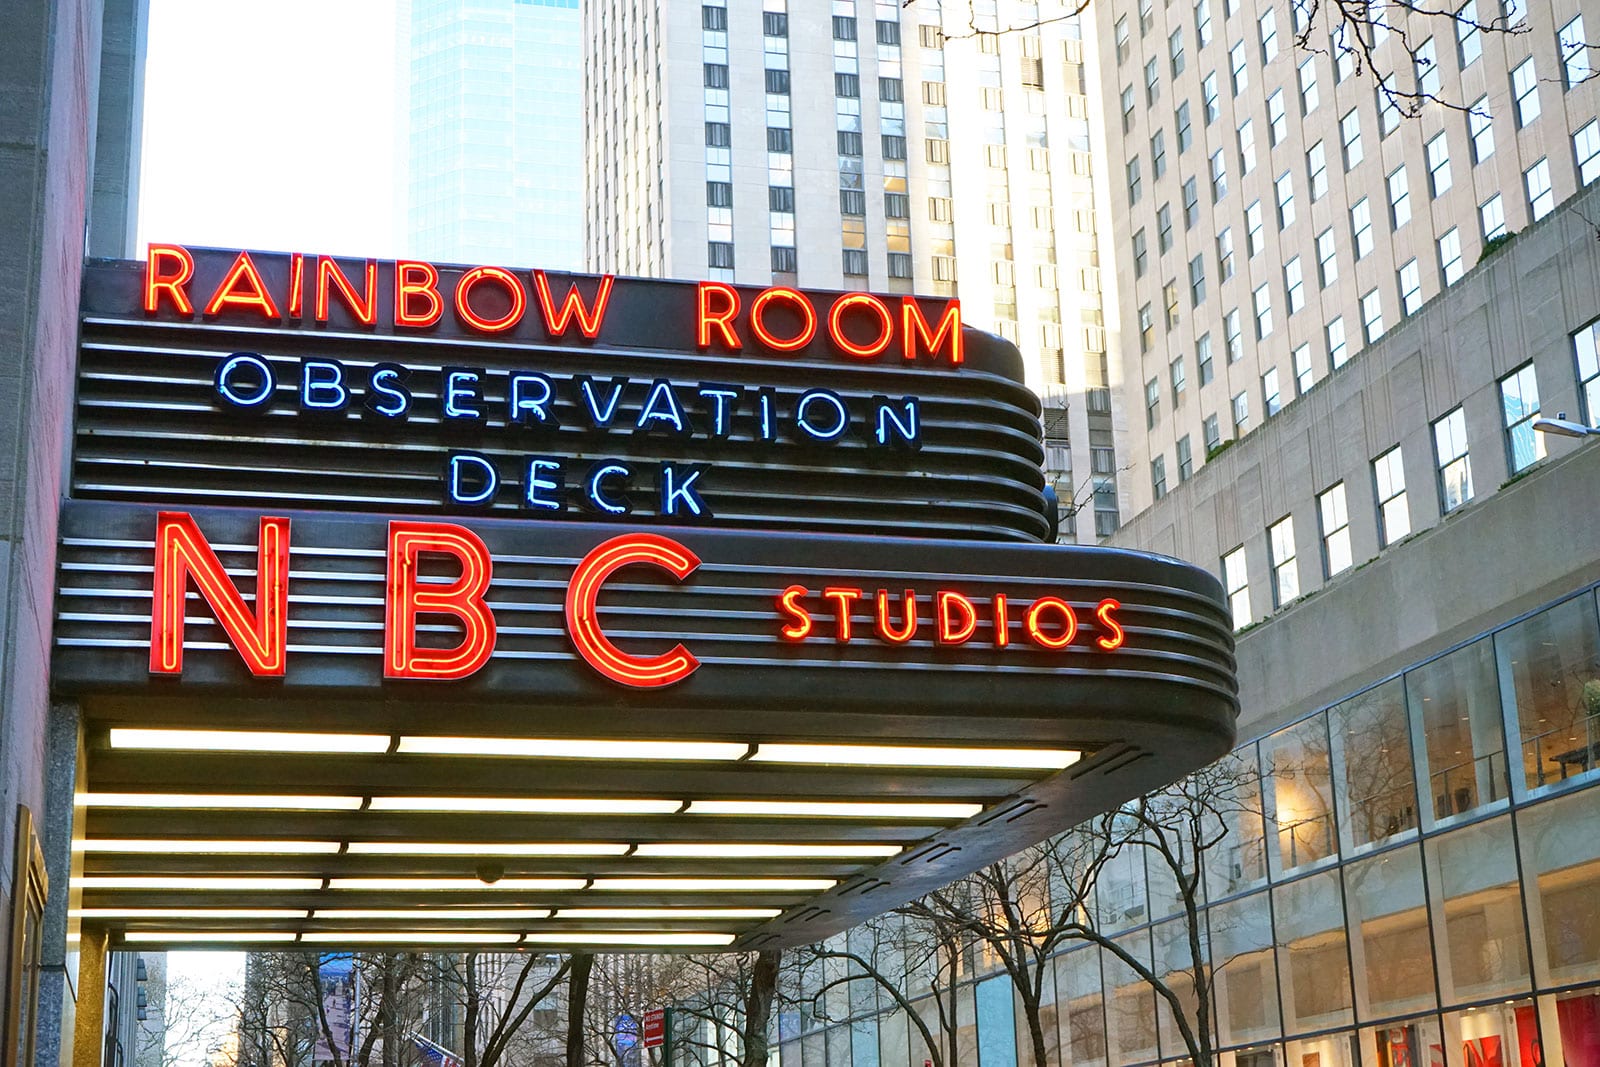 RAINBOW ROOM
OBSERVATION
DECK
NBC STUDIOS